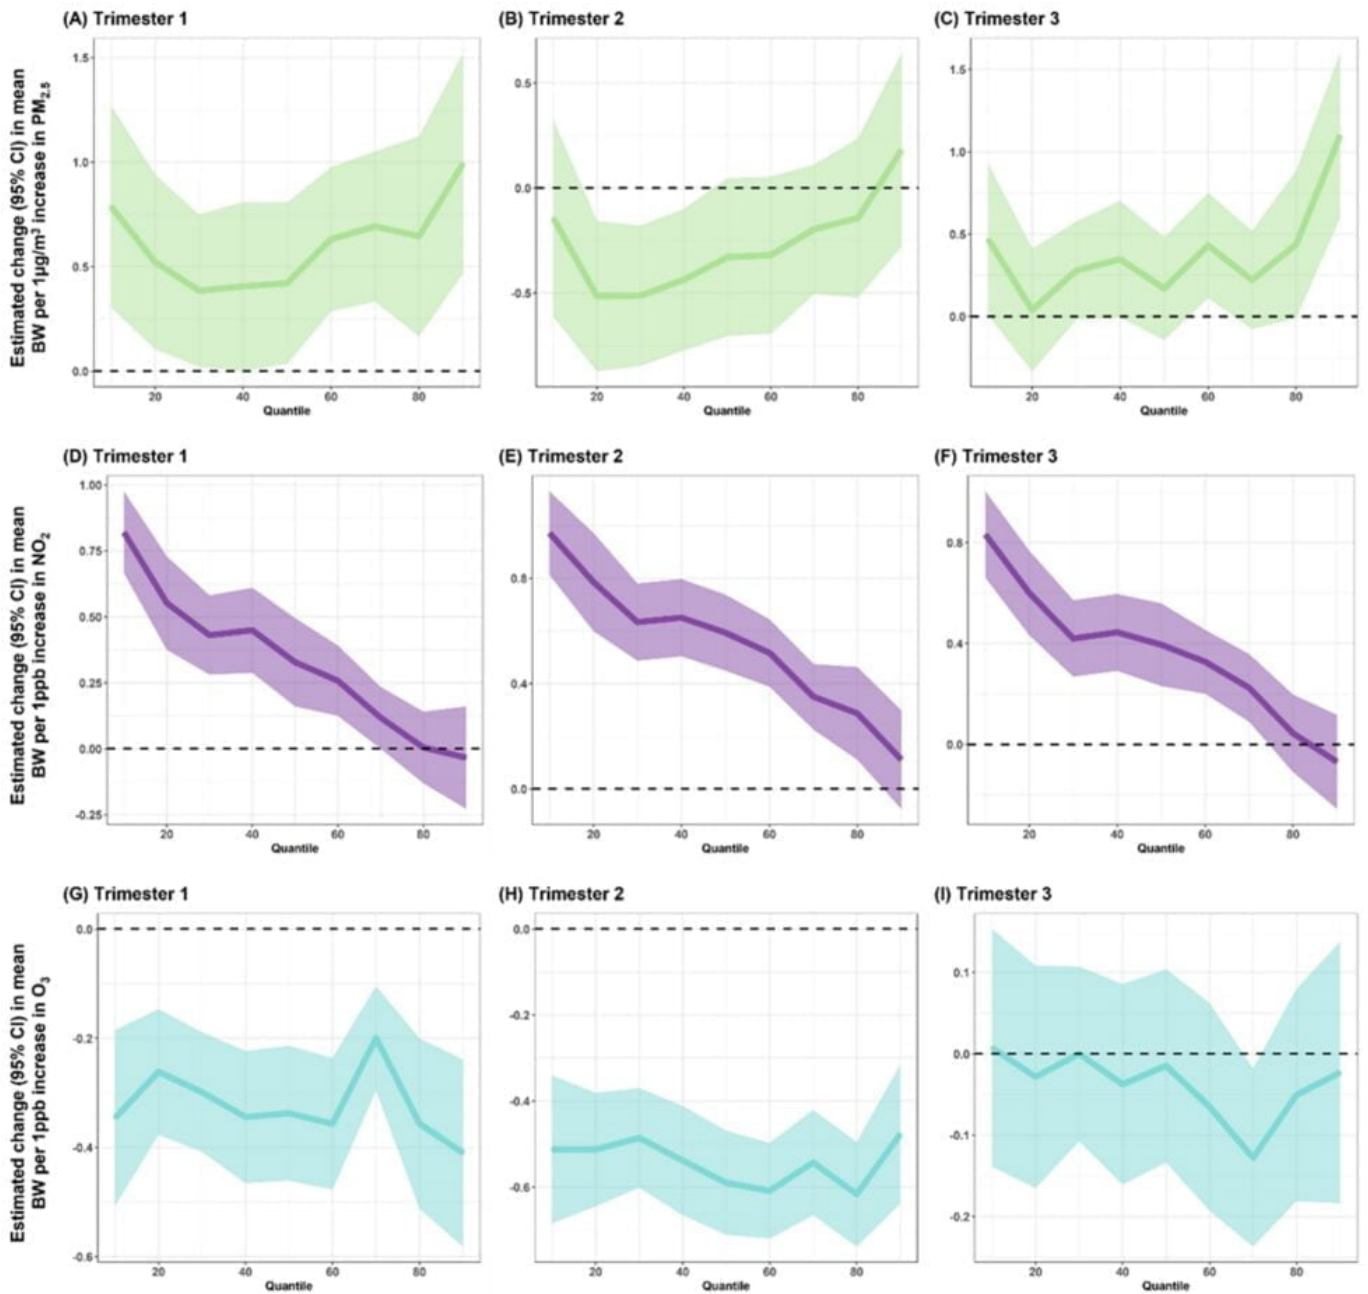 (A) Trimester 1
(B) Trimester 2
(C) Trimester 3
Estimated change (95% CI) in mean
BW per 1µg/m³ increase in PM2.5
1.5
1.0
0.5
0.0
20
40
60
80
Quantile
0.5
0.0
-0.5
20
40
60
80
Quantile
1.5
1.0
0.5
0.0
20
40
60
80
Quantile
(D) Trimester 1
(E) Trimester 2
(F) Trimester 3
Estimated change (95% CI) in mean
BW per 1ppb increase in NO2
1.00
0.75
0.50
0.25
0.00
-0.25
20
40
60
80
Quantile
0.8
0.4
0.0
20
40
60
80
Quantile
0.8
0.4
0.0
20
40
60
80
Quantile
(G) Trimester 1
(H) Trimester 2
(I) Trimester 3
Estimated change (95% CI) in mean
BW per 1ppb increase in O3
0.0
-0.2
-0.4
-0.6
20
40
60
80
Quantile
0.0
-0.2
-0.4
-0.6
20
40
60
80
Quantile
0.1
0.0
-0.1
-0.2
20
40
60
80
Quantile